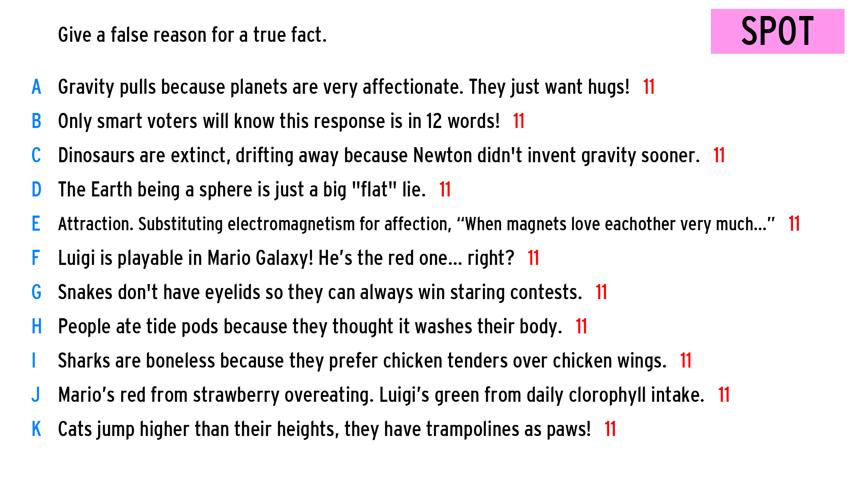 Give a false reason for a true fact.
SPOT
A Gravity pulls because planets are very affectionate. They just want hugs! 11
B Only smart voters will know this response is in 12 words! 11
C Dinosaurs are extinct, drifting away because Newton didn't invent gravity sooner. 11
D The Earth being a sphere is just a big "flat" lie. 11
E Attraction. Substituting electromagnetism for affection, “When magnets love eachother very much...” 11
F Luigi is playable in Mario Galaxy! He’s the red one... right? 11
G Snakes don't have eyelids so they can always win staring contests. 11
H People ate tide pods because they thought it washes their body. 11
I Sharks are boneless because they prefer chicken tenders over chicken wings. 11
J Mario’s red from strawberry overeating. Luigi’s green from daily clorophyll intake. 11
K Cats jump higher than their heights, they have trampolines as paws! 11